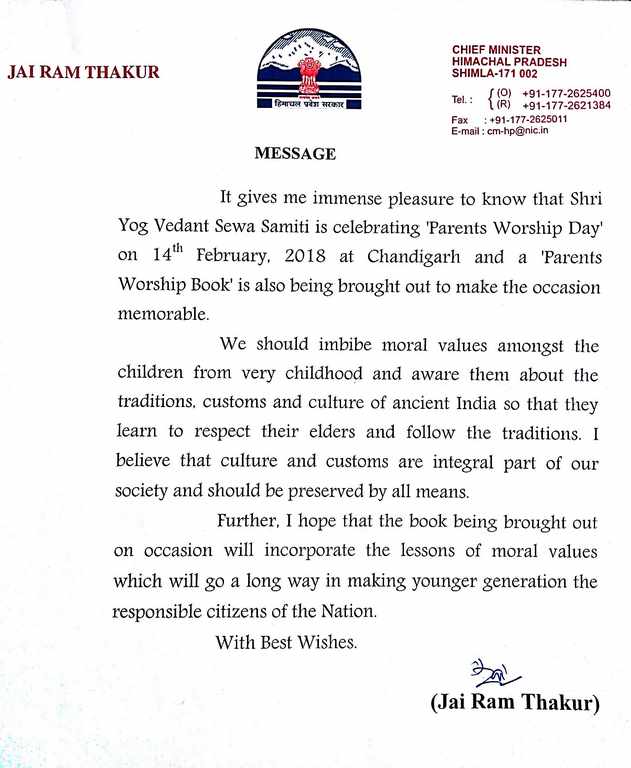 JAI RAM THAKUR
हिमाचल प्रदेश सरकार
CHIEF MINISTER
HIMACHAL PRADESH
SHIMLA-171 002
Tel. : { (O) +91-177-2625400
(R) +91-177-2621384
Fax : +91-177-2625011
E-mail : cm-hp@nic.in
MESSAGE
It gives me immense pleasure to know that Shri
Yog Vedant Sewa Samiti is celebrating 'Parents Worship Day'
on 14th February, 2018 at Chandigarh and a 'Parents
Worship Book' is also being brought out to make the occasion
memorable.
We should imbibe moral values amongst the
children from very childhood and aware them about the
traditions, customs and culture of ancient India so that they
learn to respect their elders and follow the traditions. I
believe that culture and customs are integral part of our
society and should be preserved by all means.
Further, I hope that the book being brought out
on occasion will incorporate the lessons of moral values
which will go a long way in making younger generation the
responsible citizens of the Nation.
With Best Wishes.
(Jai Ram Thakur)